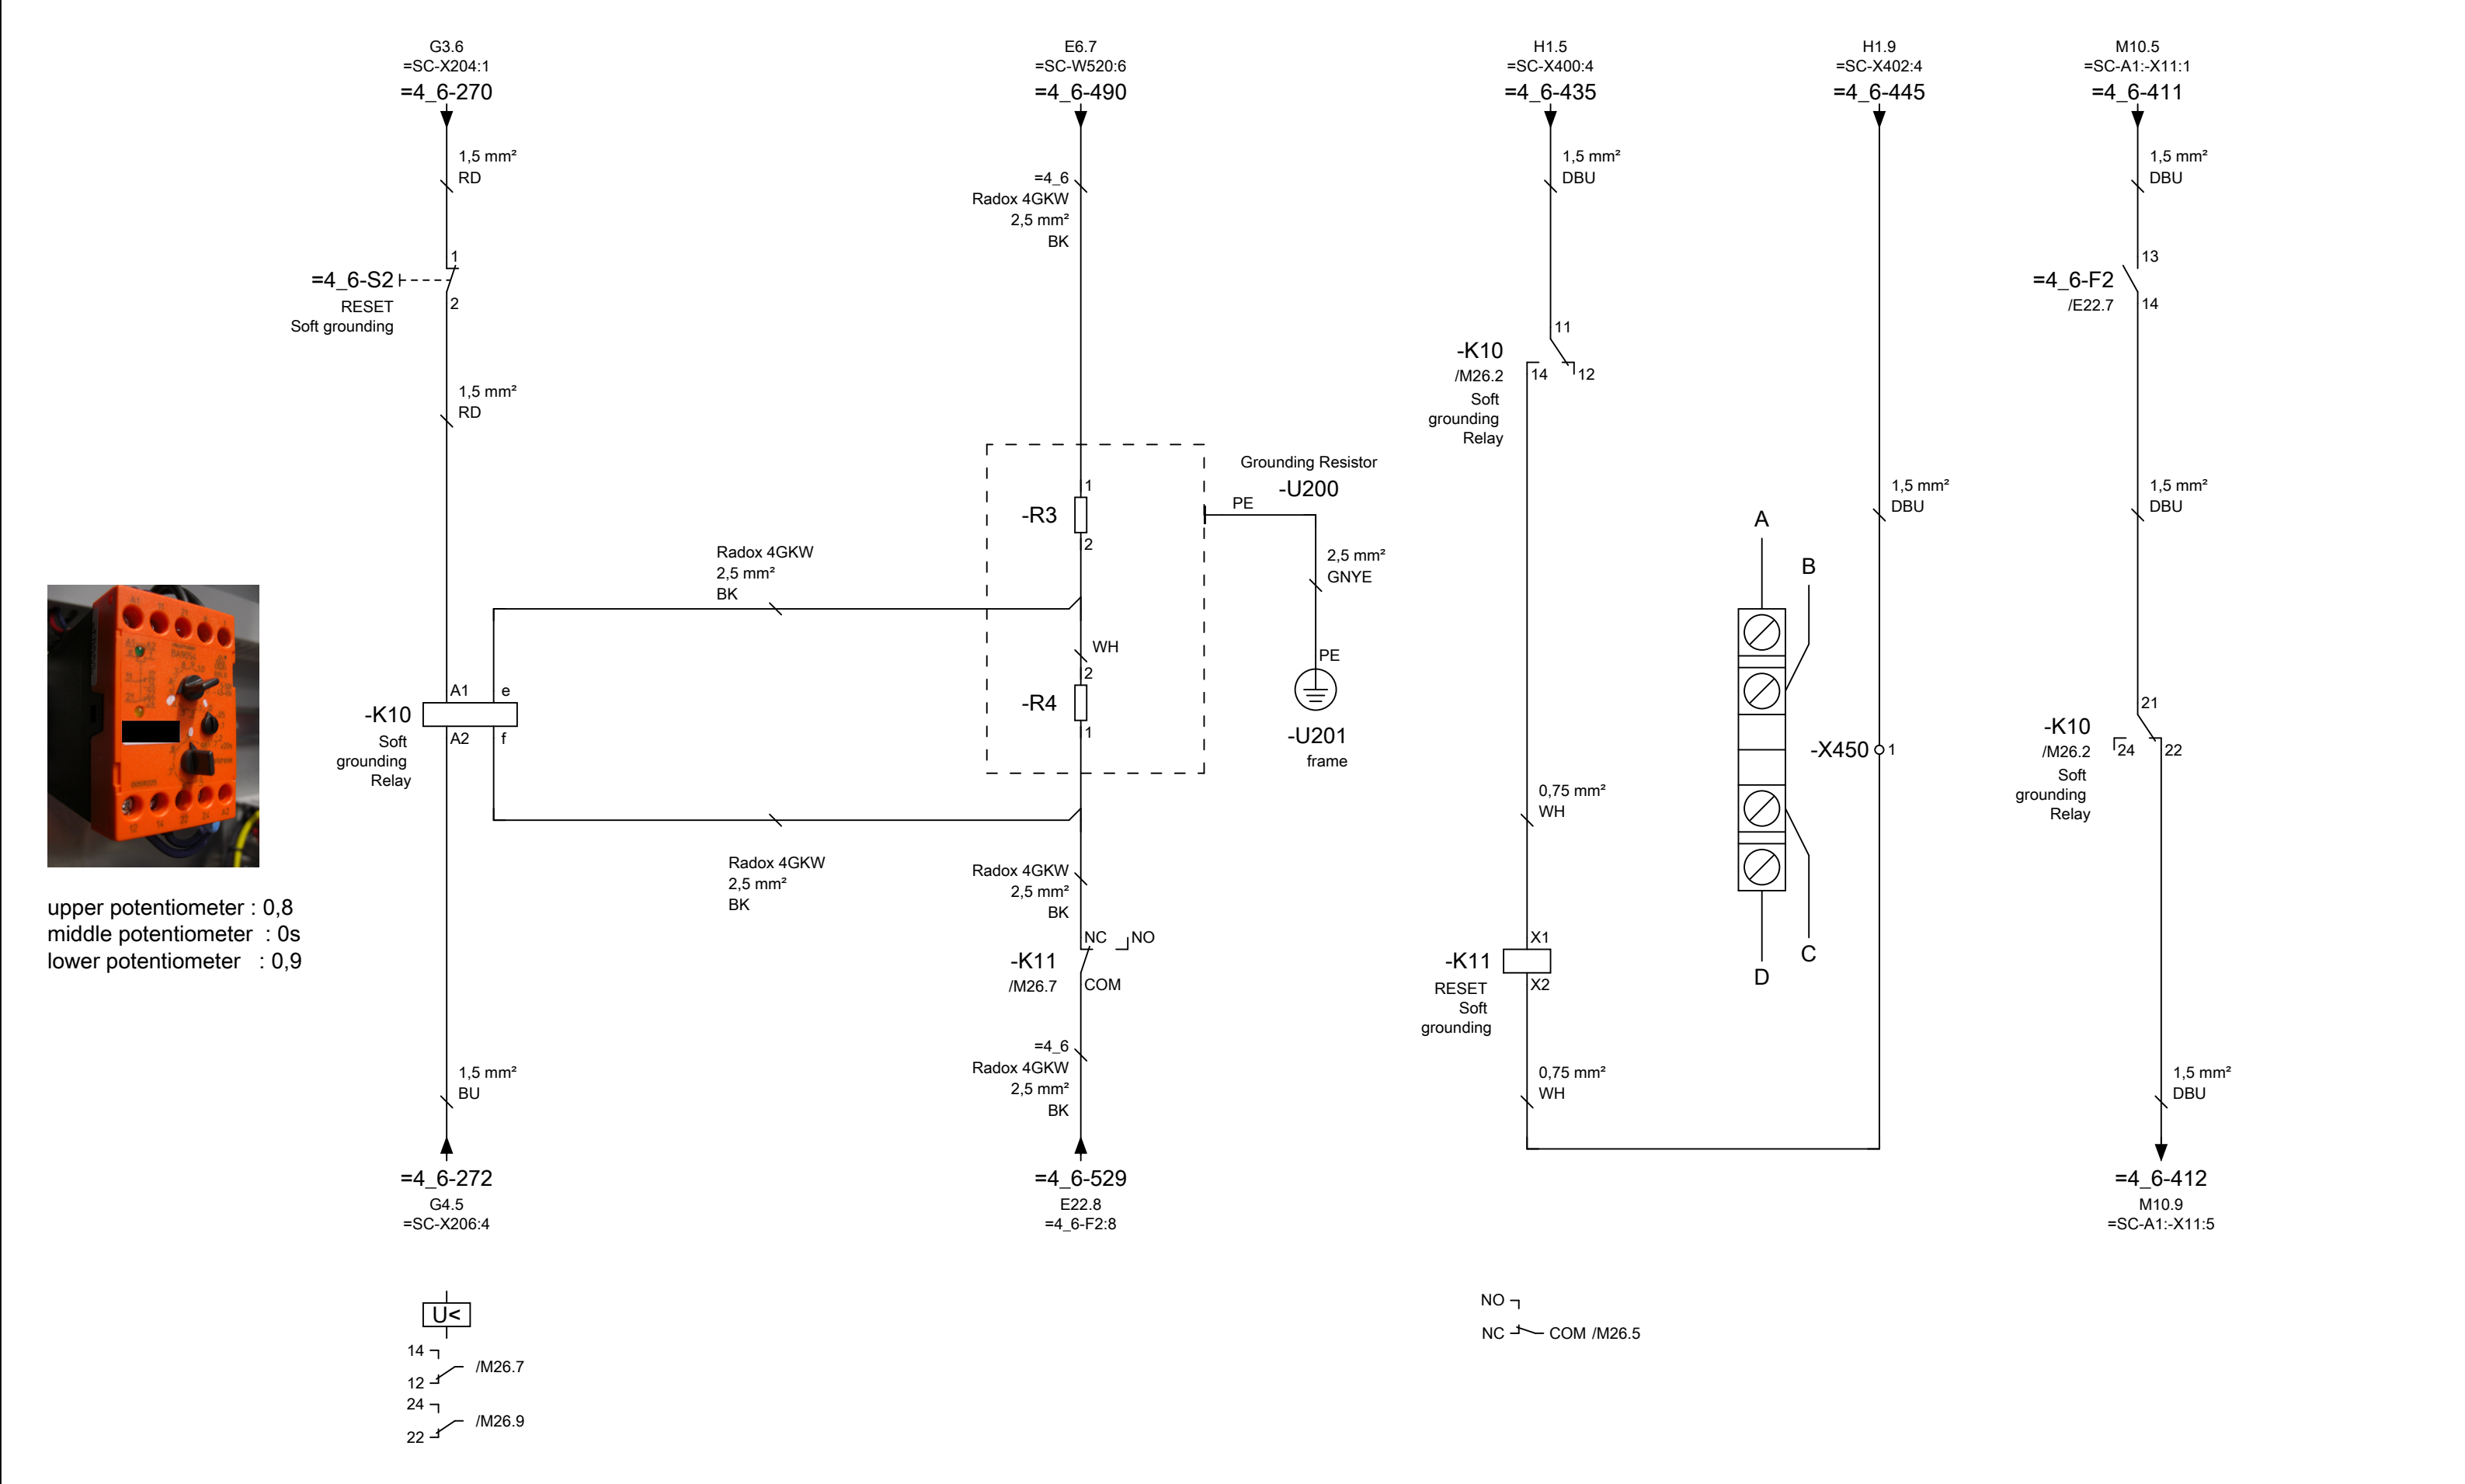 G3.6
=SC-X204:1
=4_6-270
1,5 mm²
RD
1
=4_6-S2
RESET
Soft grounding
2
1,5 mm²
RD
A1
e
-K10
A2
f
Soft
grounding
Relay
1,5 mm²
BU
=4_6-272
G4.5
=SC-X206:4
U<
14
/M26.7
12
24
/M26.9
22
upper potentiometer : 0,8
middle potentiometer : 0s
lower potentiometer : 0,9
Radox 4GKW
2,5 mm²
BK
Radox 4GKW
2,5 mm²
BK
E6.7
=SC-W520:6
=4_6-490
=4_6
Radox 4GKW
2,5 mm²
BK
1
-R3
2
WH
2
-R4
1
Grounding Resistor
-U200
PE
2,5 mm²
GNYE
PE
-U201
frame
Radox 4GKW
2,5 mm²
BK
NC
NO
-K11
/M26.7
COM
=4_6
Radox 4GKW
2,5 mm²
BK
=4_6-529
E22.8
=4_6-F2:8
H1.5
=SC-X400:4
=4_6-435
1,5 mm²
DBU
11
-K10
/M26.2
14
12
Soft
grounding
Relay
0,75 mm²
WH
X1
-K11
X2
RESET
Soft
grounding
0,75 mm²
WH
NO
NC
COM /M26.5
A
B
C
D
H1.9
=SC-X402:4
=4_6-445
1,5 mm²
DBU
-X450
1
M10.5
=SC-A1:-X11:1
=4_6-411
1,5 mm²
DBU
13
=4_6-F2
/E22.7
14
1,5 mm²
DBU
21
-K10
/M26.2
24
22
Soft
grounding
Relay
1,5 mm²
DBU
=4_6-412
M10.9
=SC-A1:-X11:5